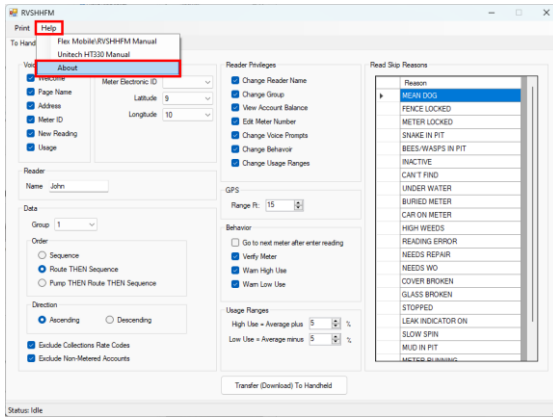 RVSHHFM
Print Help
To Hand
Flex Mobile\RVSHHFM Manual
Unitech HT330 Manual
About
Voi
Welcome
Page Name
Address
Meter ID
New Reading
Usage
Meter Electronic ID
Latitude 9
Longitude 10
Reader
Name John
Data
Group 1
Order
Sequence
Route THEN Sequence
Pump THEN Route THEN Sequence
Direction
Ascending Descending
Exclude Collections Rate Codes
Exclude Non-Metered Accounts
Reader Privileges
Change Reader Name
Change Group
View Account Balance
Edit Meter Number
Change Voice Prompts
Change Behavoir
Change Usage Ranges
GPS
Range Ft: 15
Behavior
Go to next meter after enter reading
Verify Meter
Warn High Use
Warn Low Use
Usage Ranges
High Use = Average plus 5 %
Low Use = Average minus 5 %
Transfer (Download) To Handheld
Read Skip Reasons
Reason
MEAN DOG
FENCE LOCKED
METER LOCKED
SNAKE IN PIT
BEES/WASPS IN PIT
INACTIVE
CAN'T FIND
UNDER WATER
BURIED METER
CAR ON METER
HIGH WEEDS
READING ERROR
NEEDS REPAIR
NEEDS WO
COVER BROKEN
GLASS BROKEN
STOPPED
LEAK INDICATOR ON
SLOW SPIN
MUD IN PIT
METER RUNNING
Status: Idle